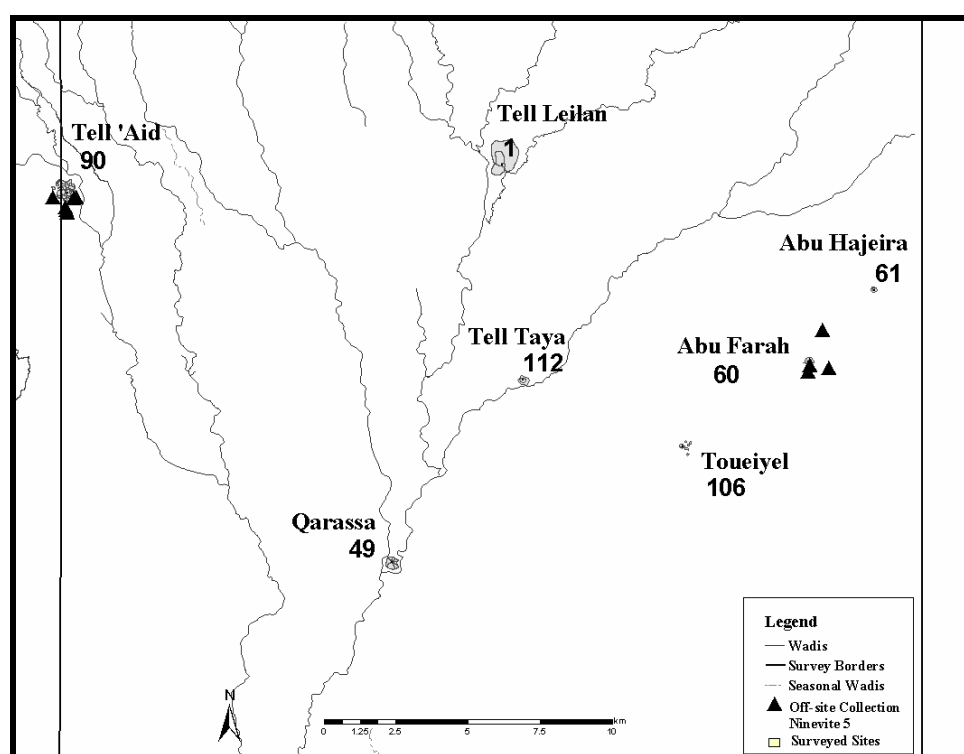 Tell Leilan
1
Tell 'Aid
90
Abu Hajeira
61
Tell Taya
112
Abu Farah
60
Toueiyel
106
Qarassa
49
Legend
Wadis
Survey Borders
Seasonal Wadis
Off-site Collection
Ninevite 5
Surveyed Sites
N
km
0 1.25 2.5 5 7.5 10